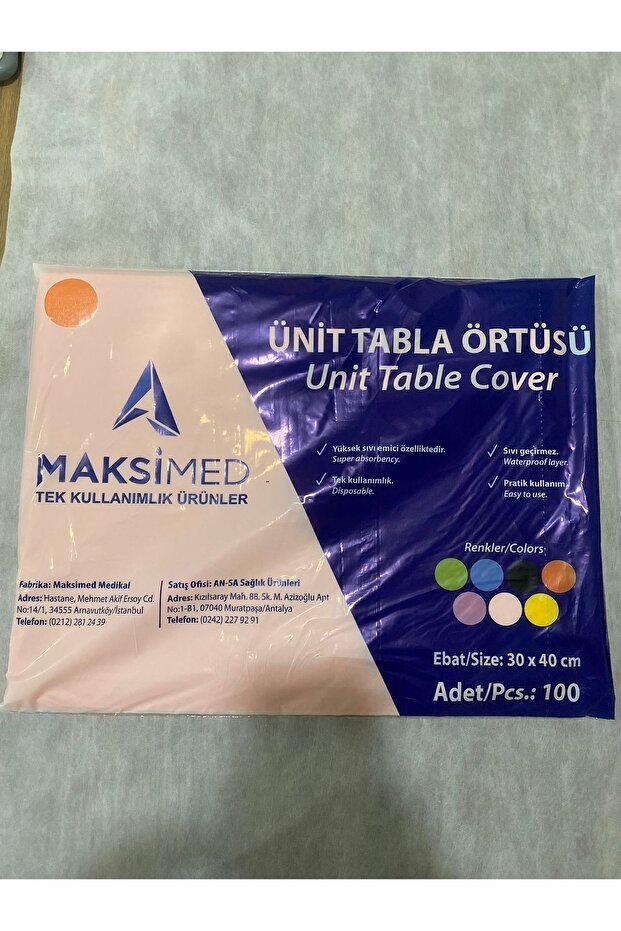 ÜNİT TABLA ÖRTÜSÜ
Unit Table Cover
MAKSİMED
TEK KULLANIMLIK ÜRÜNLER
Yüksek sıvı emici özelliktedir.
Super absorbency.
Tek kullanımlık.
Disposable.
Sıvı geçirmez.
Waterproof layer.
Pratik kullanım.
Easy to use.
Renkler/Colors
Ebat/Size: 30 x 40 cm
Adet/Pcs.: 100
Fabrika: Maksimed Medikal
Adres: Hastane, Mehmet Akif Ersoy Cd.
No:14/1, 34555 Arnavutköy/İstanbul
Telefon: (0212) 281 24 39
Satış Ofisi: AN-SA Sağlık Ürünleri
Adres: Kızılsaray Mah. 88. Sk. M. Azizoğlu Apt
No:1-B1, 07040 Muratpaşa/Antalya
Telefon: (0242) 227 92 91